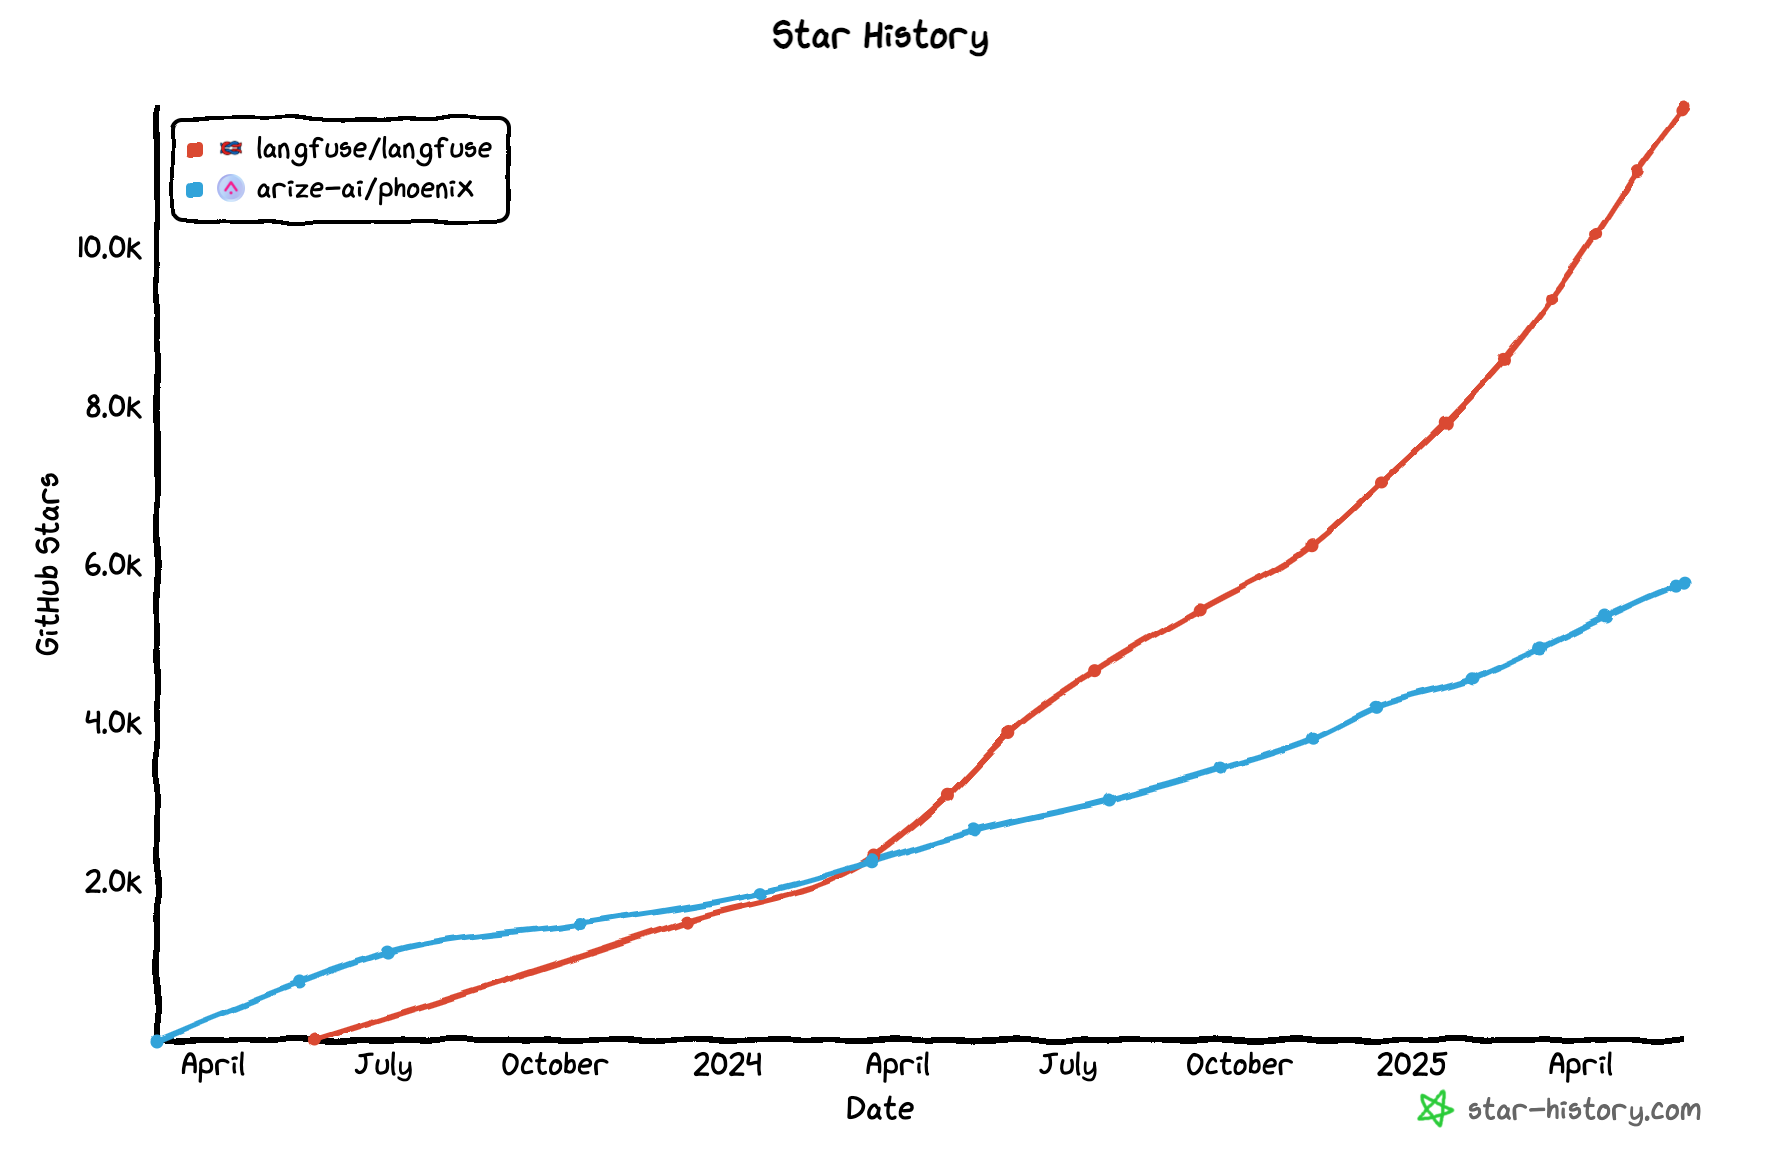 Star History
langfuse/langfuse
arize-ai/phoenix
10.0k
8.0k
6.0k
4.0k
2.0k
GitHub Stars
April July October 2024 April July October 2025 April
Date
star-history.com